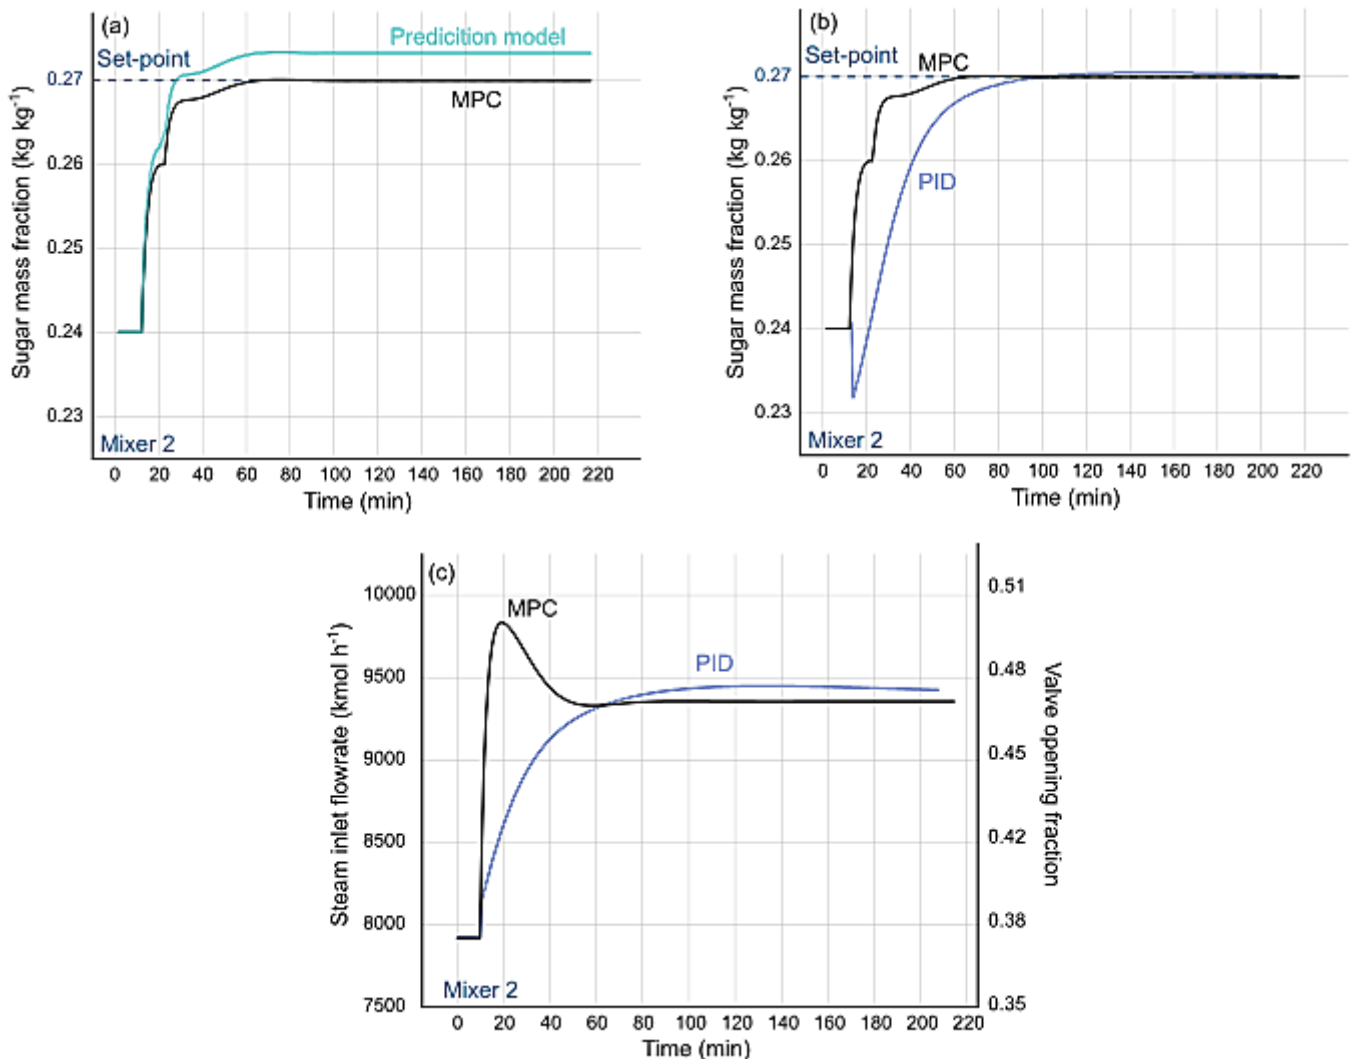 (a)
Predicition model
Set-point
0.27
MPC
0.26
0.25
0.24
0.23
Mixer 2
Sugar mass fraction (kg kg⁻¹)
0 20 40 60 80 100 120 140 160 180 200 220
Time (min)
(b)
Set-point
MPC
0.27
0.26
PID
0.25
0.24
0.23
Mixer 2
Sugar mass fraction (kg kg⁻¹)
0 20 40 60 80 100 120 140 160 180 200 220
Time (min)
(c)
MPC
PID
10000
9500
9000
8500
8000
7500
Steam inlet flowrate (kmol h⁻¹)
0.51
0.48
0.45
0.42
0.38
0.35
Valve opening fraction
Mixer 2
0 20 40 60 80 100 120 140 160 180 200 220
Time (min)